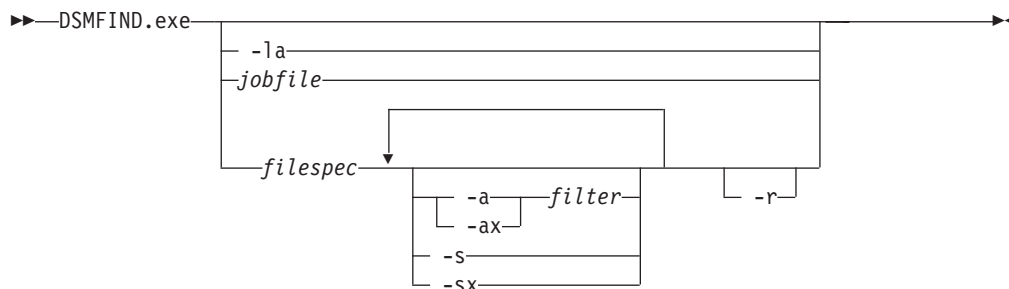 DSMFIND.exe
-la
jobfile
filespec
-a filter
-ax
-r
-s
-sx